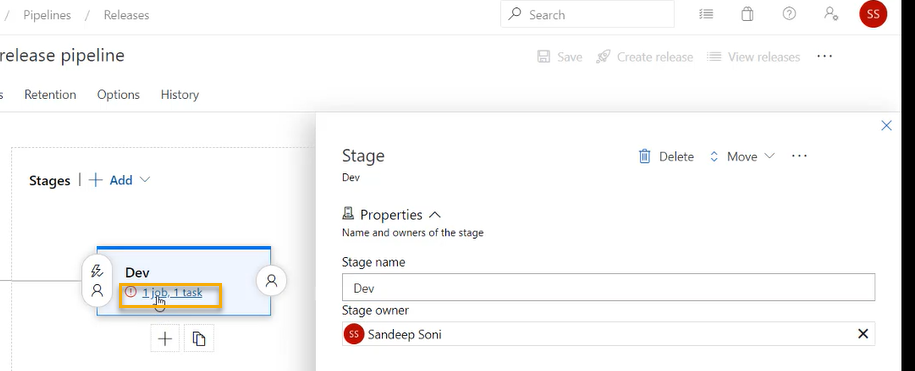 / Pipelines / Releases
Search
SS
release pipeline
Save Create release View releases ...
s Retention Options History
Stage
Delete Move ...
Dev
Stages | + Add
Properties
Name and owners of the stage
Stage name
Dev
Dev
1 job, 1 task
Stage owner
SS Sandeep Soni